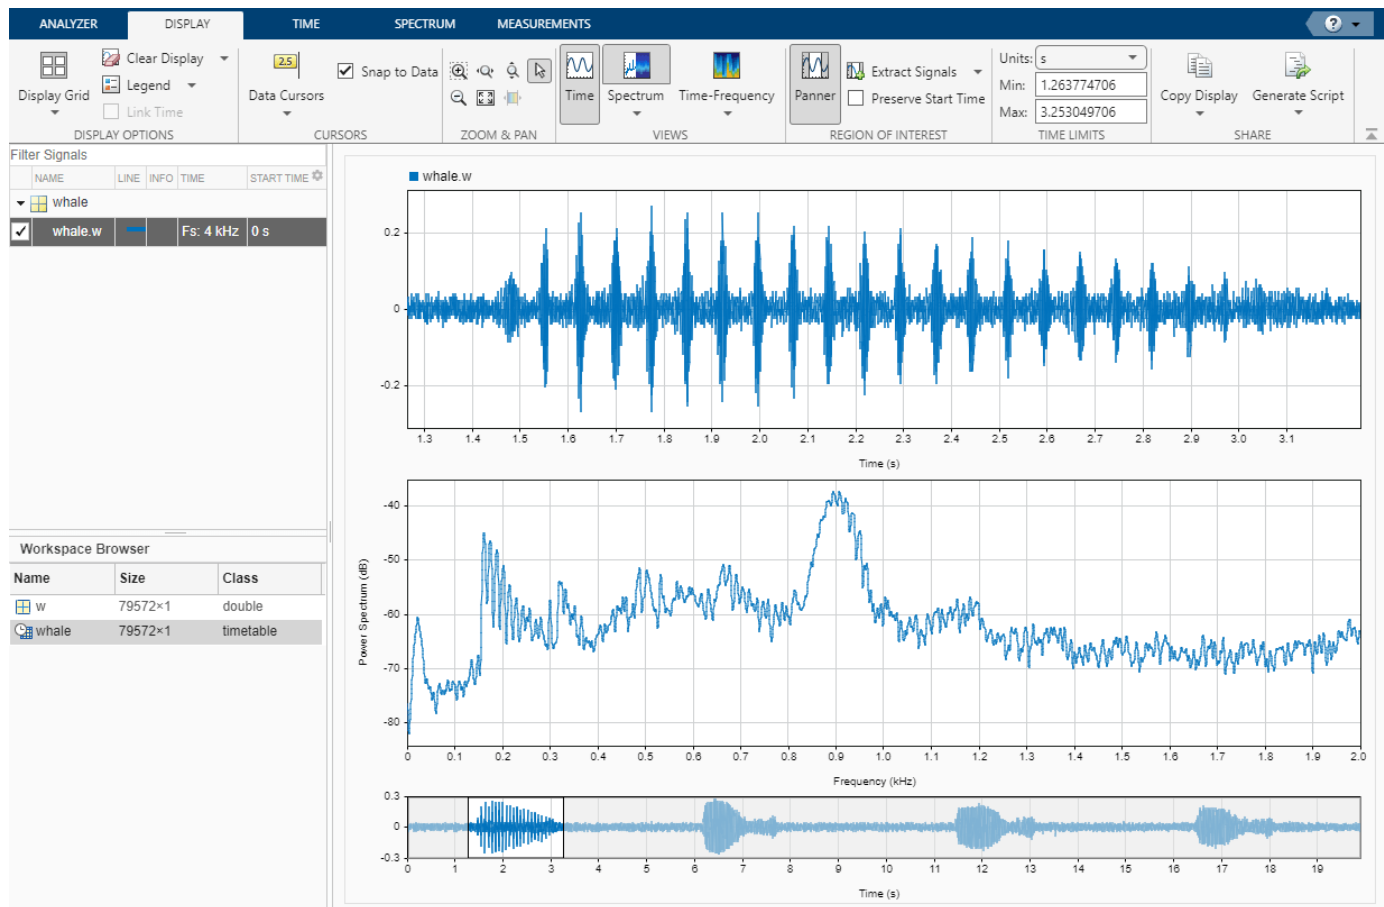 ANALYZER DISPLAY TIME SPECTRUM MEASUREMENTS ?
Display Grid
Clear Display
Legend
Link Time
DISPLAY OPTIONS
2.5
Data Cursors
Snap to Data
CURSORS
ZOOM & PAN
Time
Spectrum
Time-Frequency
VIEWS
Panner
Extract Signals
Preserve Start Time
REGION OF INTEREST
Units: s
Min: 1.263774706
Max: 3.253049706
TIME LIMITS
Copy Display
Generate Script
SHARE
Filter Signals
NAME LINE INFO TIME START TIME
whale
whale.w Fs: 4 kHz 0 s
Workspace Browser
Name Size Class
w 79572×1 double
whale 79572×1 timetable
whale.w
0.2
0
-0.2
1.3 1.4 1.5 1.6 1.7 1.8 1.9 2.0 2.1 2.2 2.3 2.4 2.5 2.6 2.7 2.8 2.9 3.0 3.1
Time (s)
Power Spectrum (dB)
-40
-50
-60
-70
-80
0 0.1 0.2 0.3 0.4 0.5 0.6 0.7 0.8 0.9 1.0 1.1 1.2 1.3 1.4 1.5 1.6 1.7 1.8 1.9 2.0
Frequency (kHz)
0.3
0
-0.3
0 1 2 3 4 5 6 7 8 9 10 11 12 13 14 15 16 17 18 19
Time (s)